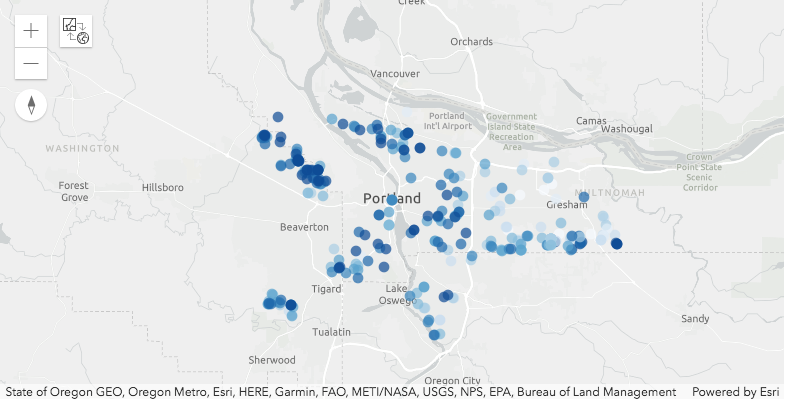 Creek
Orchards
Vancouver
Portland
Int'l Airport
Government
Island State
Recreation
Area
Camas
Washougal
WASHINGTON
Crown
Point State
Scenic
Corridor
Forest
Grove
Hillsboro
Portland
MULTNOMAH
Gresham
Beaverton
Tigard
Lake
Oswego
Sandy
Tualatin
Sherwood
Oregon City
State of Oregon GEO, Oregon Metro, Esri, HERE, Garmin, FAO, METI/NASA, USGS, NPS, EPA, Bureau of Land Management Powered by Esri